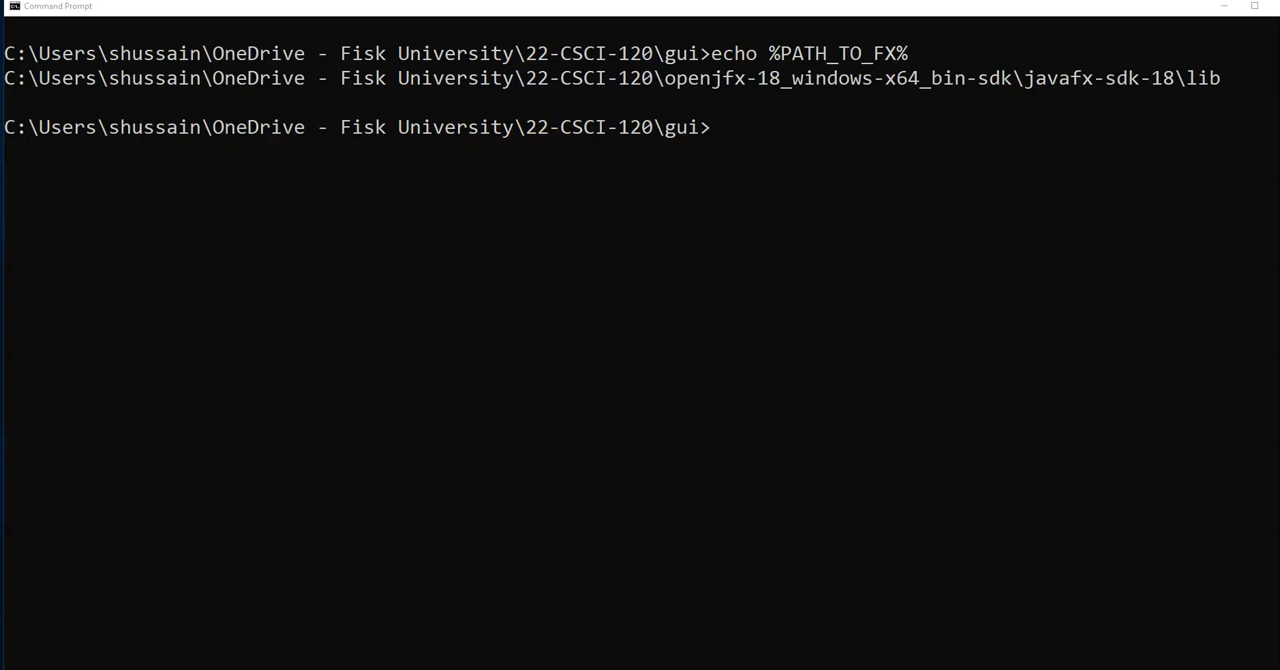 Command Prompt
C:\Users\shussain\OneDrive - Fisk University\22-CSCI-120\gui>echo %PATH_TO_FX%
C:\Users\shussain\OneDrive - Fisk University\22-CSCI-120\openjfx-18_windows-x64_bin-sdk\javafx-sdk-18\lib
C:\Users\shussain\OneDrive - Fisk University\22-CSCI-120\gui>